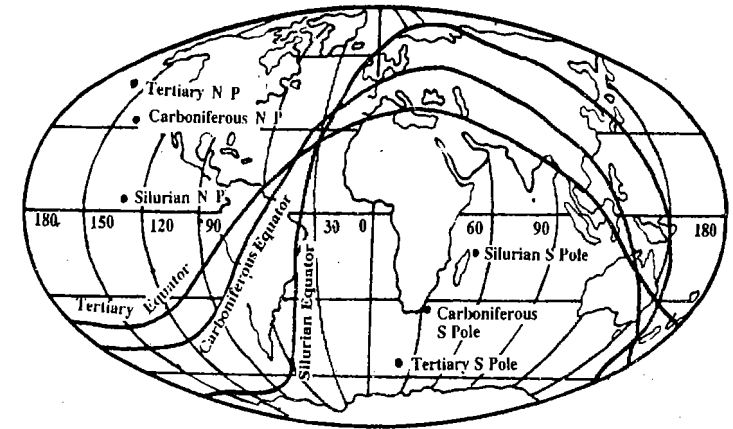 Tertiary N P
Carboniferous N P
Silurian N P
180
150
120
90
30
0
60
90
180
Silurian S Pole
Tertiary Equator
Carboniferous Equator
Silurian Equator
Carboniferous
S Pole
Tertiary S Pole